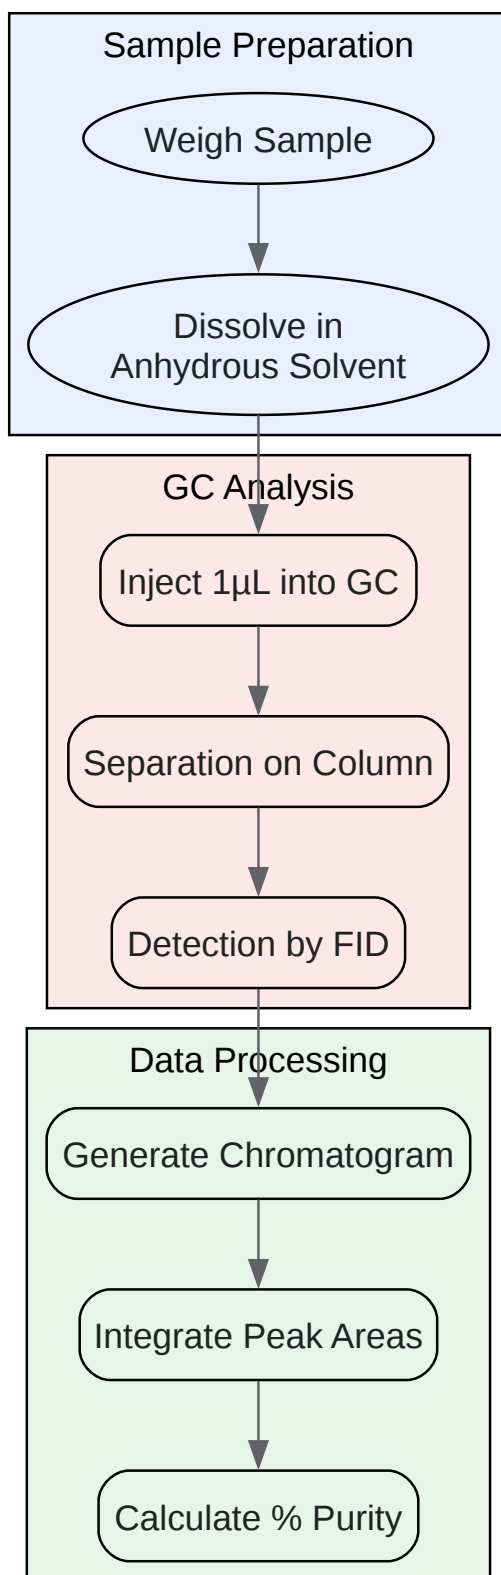 Sample Preparation
Weigh Sample
Dissolve in
Anhydrous Solvent
GC Analysis
Inject 1µL into GC
Separation on Column
Detection by FID
Data Processing
Generate Chromatogram
Integrate Peak Areas
Calculate % Purity